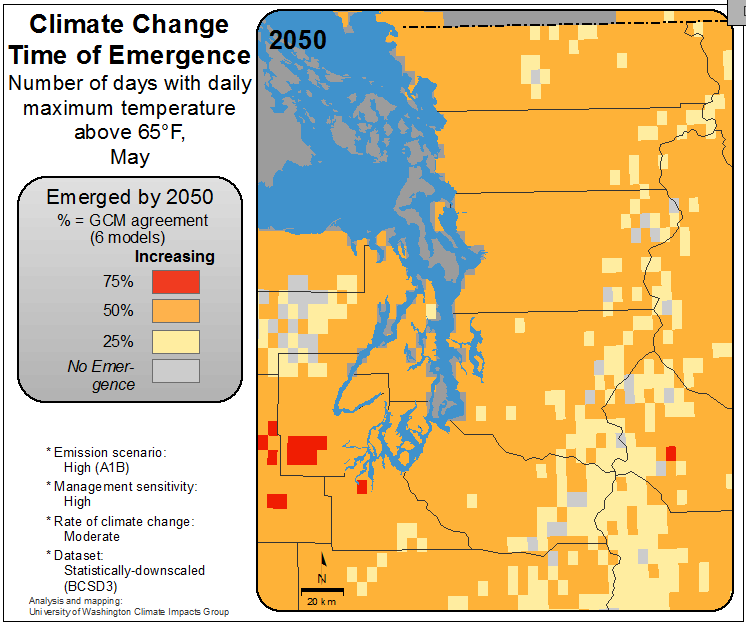 Climate Change
Time of Emergence
Number of days with daily
maximum temperature
above 65°F,
May
2050
Emerged by 2050
% = GCM agreement
(6 models)
Increasing
75%
50%
25%
No Emer-
gence
* Emission scenario:
High (A1B)
* Management sensitivity:
High
* Rate of climate change:
Moderate
* Dataset:
Statistically-downscaled
(BCSD3)
Analysis and mapping:
University of Washington Climate Impacts Group
N
20 km